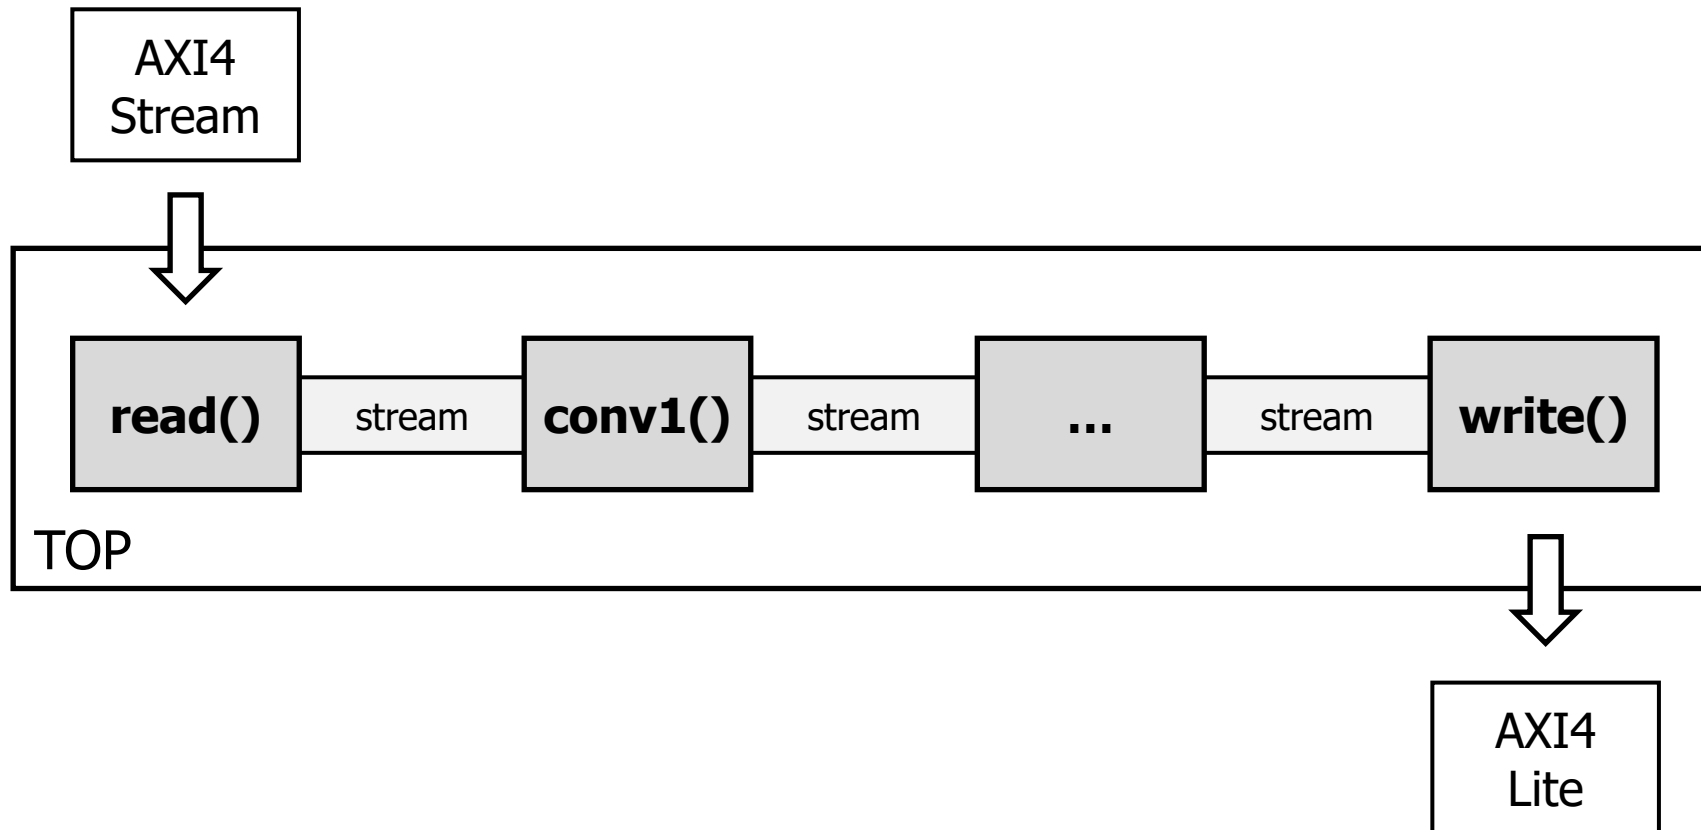 AXI4
Stream
read()
stream
conv1()
stream
...
stream
write()
TOP
AXI4
Lite